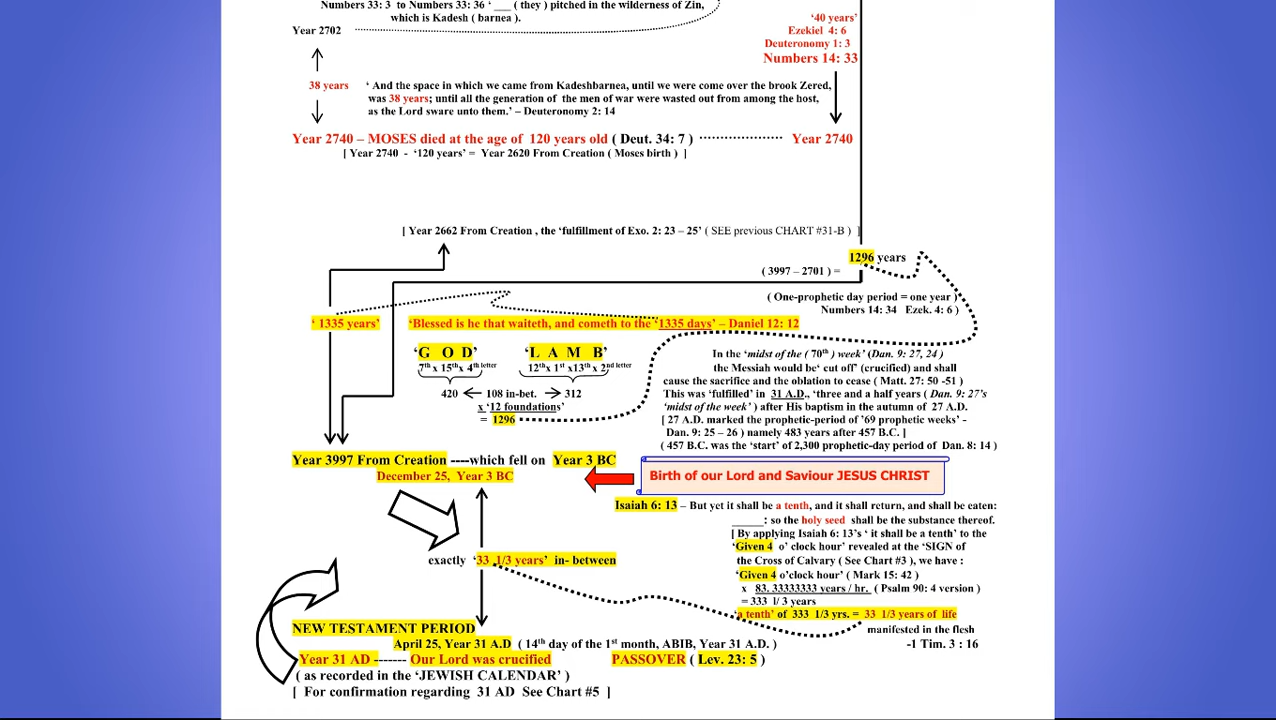 Numbers 33: 3 to Numbers 33: 36 ‘ ___ ( they ) pitched in the wilderness of Zin,
which is Kadesh ( barnea ).
Year 2702
‘40 years’
Ezekiel 4: 6
Deuteronomy 1: 3
Numbers 14: 33
38 years
‘ And the space in which we came from Kadeshbarnea, until we were come over the brook Zered,
was 38 years; until all the generation of the men of war were wasted out from among the host,
as the Lord sware unto them.’ – Deuteronomy 2: 14
Year 2740 – MOSES died at the age of 120 years old ( Deut. 34: 7 ) Year 2740
[ Year 2740 - ‘120 years’ = Year 2620 From Creation ( Moses birth ) ]
[ Year 2662 From Creation , the ‘fulfillment of Exo. 2: 23 – 25’ ( SEE previous CHART #31-B ) ]
1296 years
( 3997 – 2701 ) =
( One-prophetic day period = one year )
Numbers 14: 34 Ezek. 4: 6 )
‘ 1335 years’
‘Blessed is he that waiteth, and cometh to the ‘1335 days’ – Daniel 12: 12
‘G O D’ ‘L A M B’
7th x 15th x 4th letter 12th x 1st x13th x 2nd letter
420 108 in-bet. 312
x ‘12 foundations’
= 1296
In the ‘midst of the ( 70th ) week’ (Dan. 9: 27, 24 )
the Messiah would be‘ cut off’ (crucified) and shall
cause the sacrifice and the oblation to cease ( Matt. 27: 50 -51 )
This was ‘fulfilled’ in 31 A.D., ‘three and a half years ( Dan. 9: 27’s
‘midst of the week’ ) after His baptism in the autumn of 27 A.D.
[ 27 A.D. marked the prophetic-period of ’69 prophetic weeks’ -
Dan. 9: 25 – 26 ) namely 483 years after 457 B.C. ]
( 457 B.C. was the ‘start’ of 2,300 prophetic-day period of Dan. 8: 14 )
Year 3997 From Creation ----which fell on Year 3 BC
December 25, Year 3 BC
Birth of our Lord and Saviour JESUS CHRIST
Isaiah 6: 13 – But yet it shall be a tenth, and it shall return, and shall be eaten:
_____: so the holy seed shall be the substance thereof.
[ By applying Isaiah 6: 13’s ‘ it shall be a tenth’ to the
‘Given 4 o’ clock hour’ revealed at the ‘SIGN of
the Cross of Calvary ( See Chart #3 ), we have :
‘Given 4 o’clock hour’ ( Mark 15: 42 )
x 83. 33333333 years / hr. ( Psalm 90: 4 version )
= 333 1/ 3 years
‘a tenth’ of 333 1/3 yrs. = 33 1/3 years of life
manifested in the flesh
-1 Tim. 3 : 16
exactly ‘33 1/3 years’ in- between
NEW TESTAMENT PERIOD
April 25, Year 31 A.D ( 14th day of the 1st month, ABIB, Year 31 A.D. )
Year 31 AD ------- Our Lord was crucified PASSOVER ( Lev. 23: 5 )
( as recorded in the ‘JEWISH CALENDAR’ )
[ For confirmation regarding 31 AD See Chart #5 ]